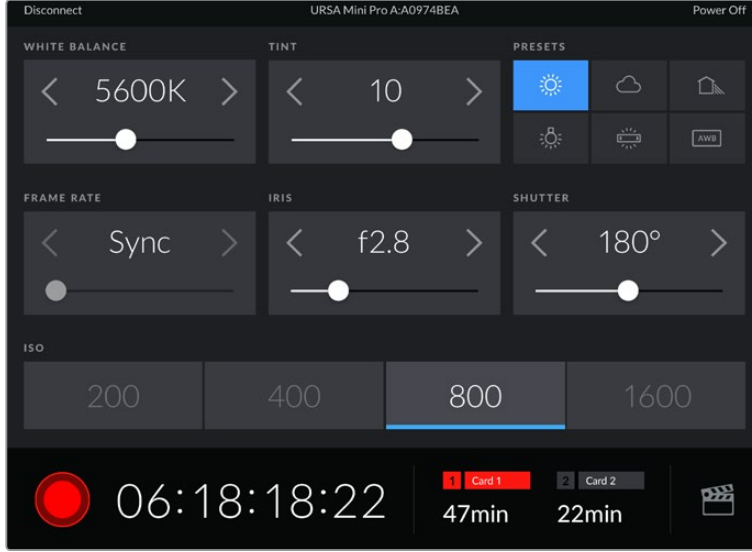 Disconnect URSA Mini Pro A:A0974BEA Power Off
WHITE BALANCE TINT PRESETS
5600K 10
AWB
FRAME RATE IRIS SHUTTER
Sync f2.8 180°
ISO
200 400 800 1600
06:18:18:22
1 Card 1 2 Card 2
47min 22min